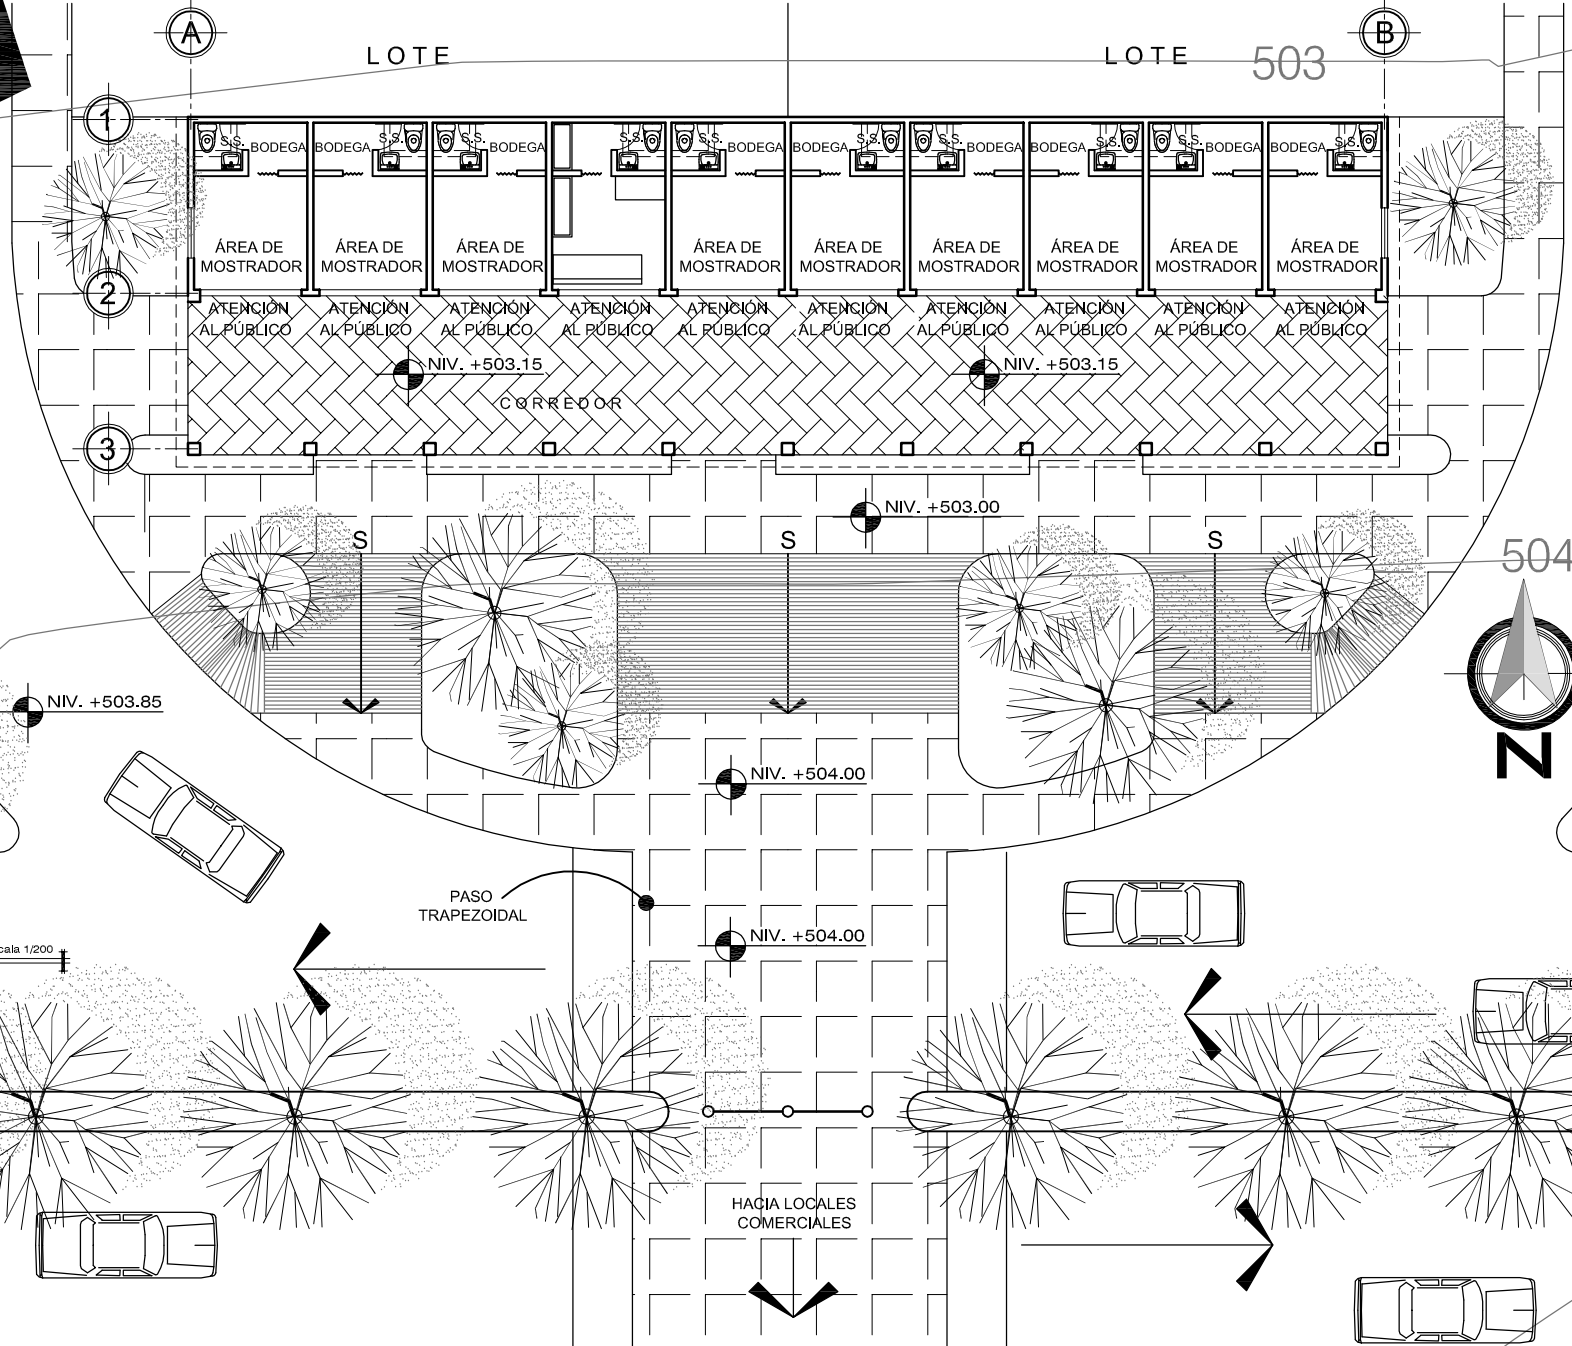 A
B
LOTE
LOTE
503
1
S.S. S.S. S.S. S.S. S.S. S.S. S.S. S.S. S.S. S.S.
BODEGA BODEGA BODEGA BODEGA BODEGA BODEGA BODEGA BODEGA BODEGA
ÁREA DE ÁREA DE ÁREA DE ÁREA DE ÁREA DE ÁREA DE ÁREA DE ÁREA DE ÁREA DE
MOSTRADOR MOSTRADOR MOSTRADOR MOSTRADOR MOSTRADOR MOSTRADOR MOSTRADOR MOSTRADOR MOSTRADOR
2
ATENCIÓN ATENCIÓN ATENCIÓN ATENCIÓN ATENCIÓN ATENCIÓN ATENCIÓN ATENCIÓN ATENCIÓN ATENCIÓN
AL PÚBLICO AL PÚBLICO AL PÚBLICO AL PÚBLICO AL PÚBLICO AL PÚBLICO AL PÚBLICO AL PÚBLICO AL PÚBLICO AL PÚBLICO
NIV. +503.15
NIV. +503.15
CORREDOR
3
NIV. +503.00
S
S
S
504
NIV. +503.85
N
NIV. +504.00
PASO
TRAPEZOIDAL
NIV. +504.00
cala 1/200
HACIA LOCALES
COMERCIALES